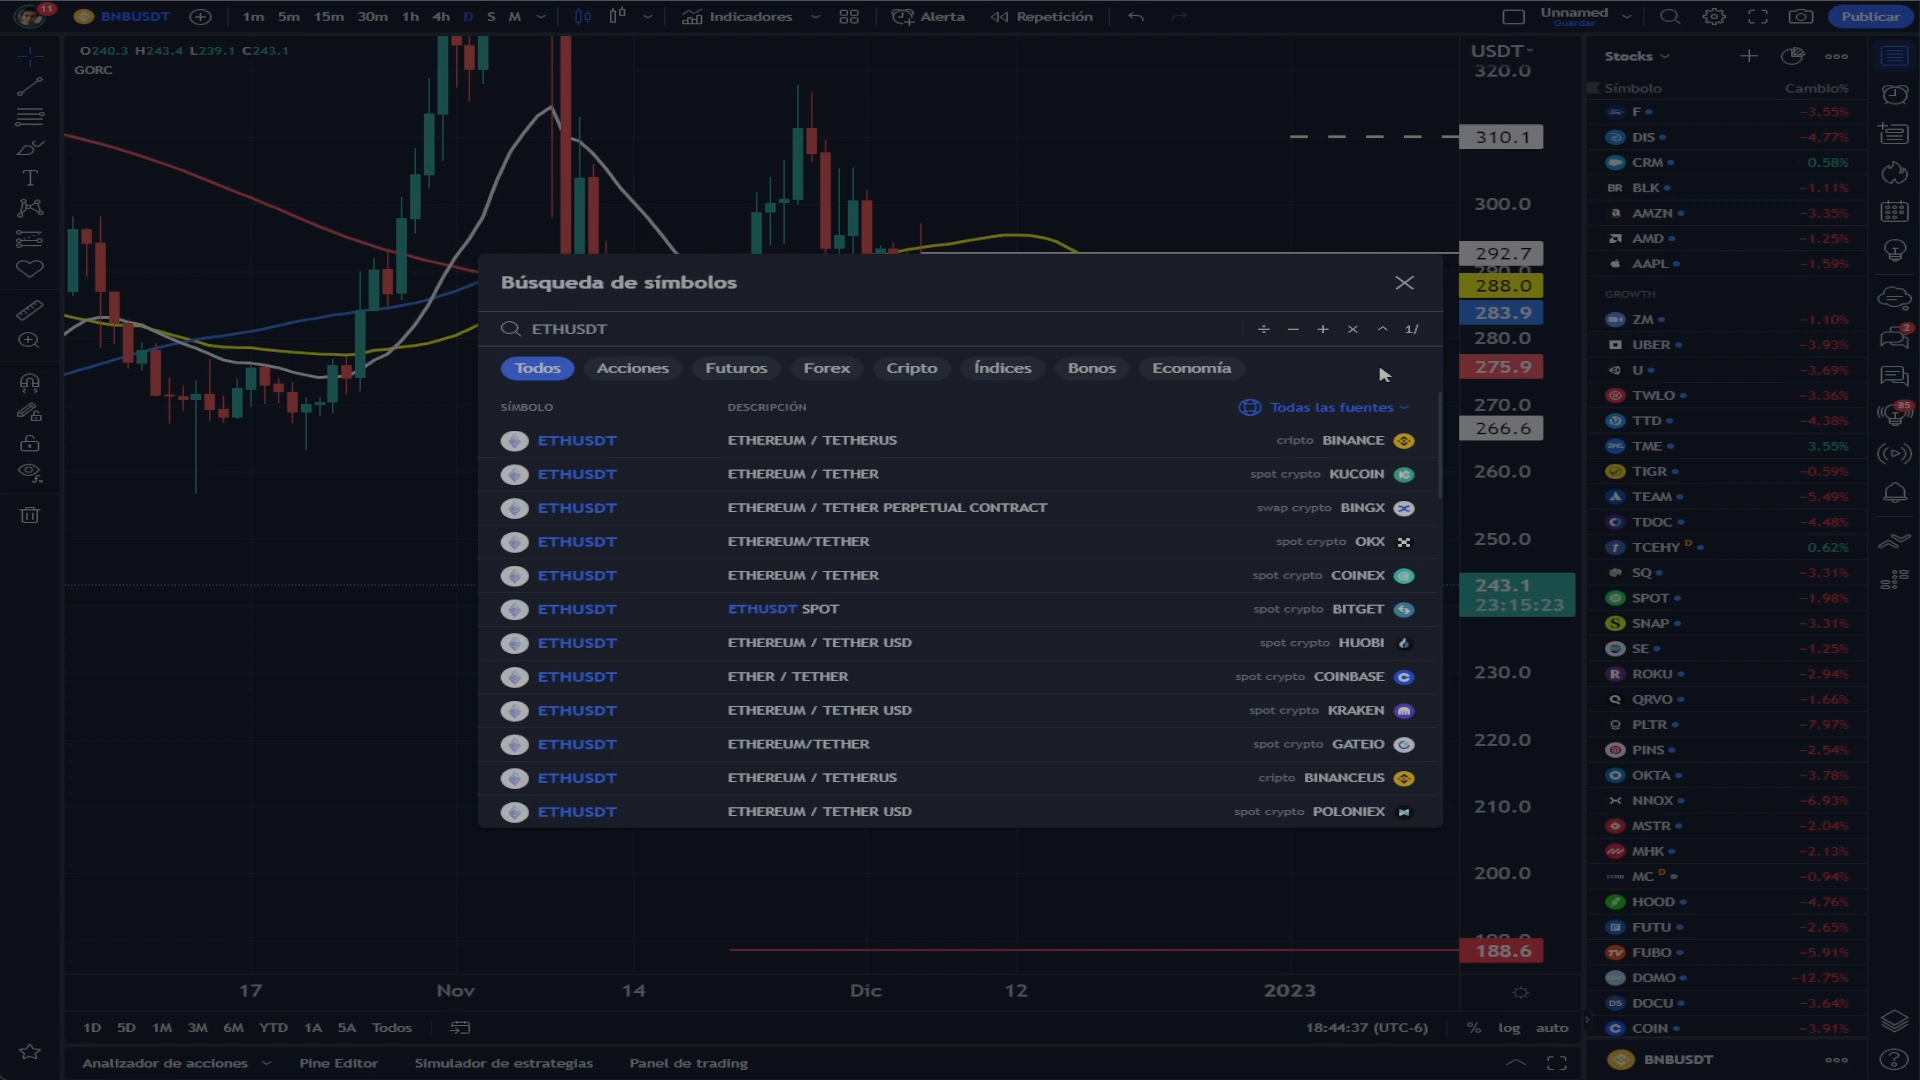 11
BNBUSDT
1m 5m 15m 30m 1h 4h D S M
Indicadores
Alerta
Repetición
Unnamed
Guardar
Publicar
O240.3 H243.4 L239.1 C243.1
GORC
USDT
320.0
310.1
300.0
292.7
288.0
283.9
280.0
275.9
270.0
266.6
260.0
250.0
243.1
23:15:23
230.0
220.0
210.0
200.0
188.6
Búsqueda de símbolos
ETHUSDT
÷ − + × ^ 1/
Todos Acciones Futuros Forex Cripto Índices Bonos Economía
SÍMBOLO DESCRIPCIÓN Todas las fuentes
ETHUSDT ETHEREUM / TETHERUS cripto BINANCE
ETHUSDT ETHEREUM / TETHER spot crypto KUCOIN
ETHUSDT ETHEREUM / TETHER PERPETUAL CONTRACT swap crypto BINGX
ETHUSDT ETHEREUM/TETHER spot crypto OKX
ETHUSDT ETHEREUM / TETHER spot crypto COINEX
ETHUSDT ETHUSDT SPOT spot crypto BITGET
ETHUSDT ETHEREUM / TETHER USD spot crypto HUOBI
ETHUSDT ETHER / TETHER spot crypto COINBASE
ETHUSDT ETHEREUM / TETHER USD spot crypto KRAKEN
ETHUSDT ETHEREUM/TETHER spot crypto GATEIO
ETHUSDT ETHEREUM / TETHERUS cripto BINANCEUS
ETHUSDT ETHEREUM / TETHER USD spot crypto POLONIEX
17 Nov 14 Dic 12 2023
1D 5D 1M 3M 6M YTD 1A 5A Todos
18:44:37 (UTC-6) % log auto
Analizador de acciones Pine Editor Simulador de estrategias Panel de trading
Stocks
Símbolo Cambio%
F −3.55%
DIS −4.77%
CRM 0.58%
BR BLK −1.11%
AMZN −3.35%
AMD −1.25%
AAPL −1.59%
GROWTH
ZM −1.10%
UBER −3.93%
U −3.69%
TWLO −3.36%
TTD −4.38%
TME 3.55%
TIGR −0.59%
TEAM −5.49%
TDOC −4.48%
TCEHY D 0.62%
SQ −3.31%
SPOT −1.98%
SNAP −3.31%
SE −1.25%
ROKU −2.94%
QRVO −1.66%
PLTR −7.97%
PINS −2.54%
OKTA −3.78%
NNOX −6.93%
MSTR −2.04%
MHK −2.13%
MC D −0.94%
HOOD −4.76%
FUTU −2.65%
FUBO −5.91%
DOMO −12.75%
DS DOCU −3.64%
COIN −3.91%
BNBUSDT
2
85